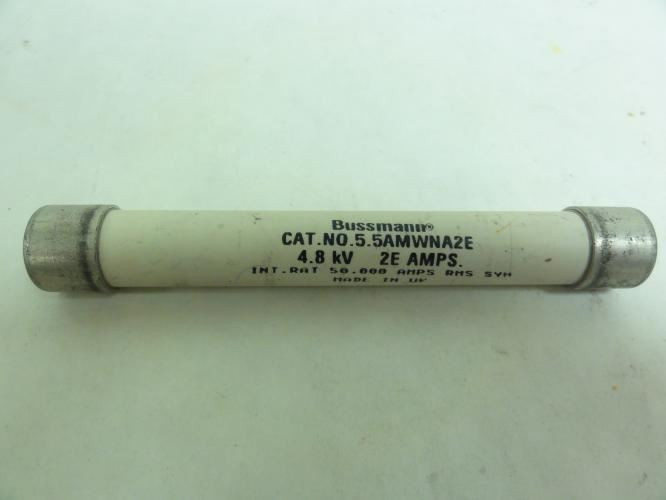 Bussmann®
CAT.NO.5.5AMWNA2E
4.8 kV 2E AMPS.
INT.RAT 50.000 AMPS RMS SYM
MADE IN UK